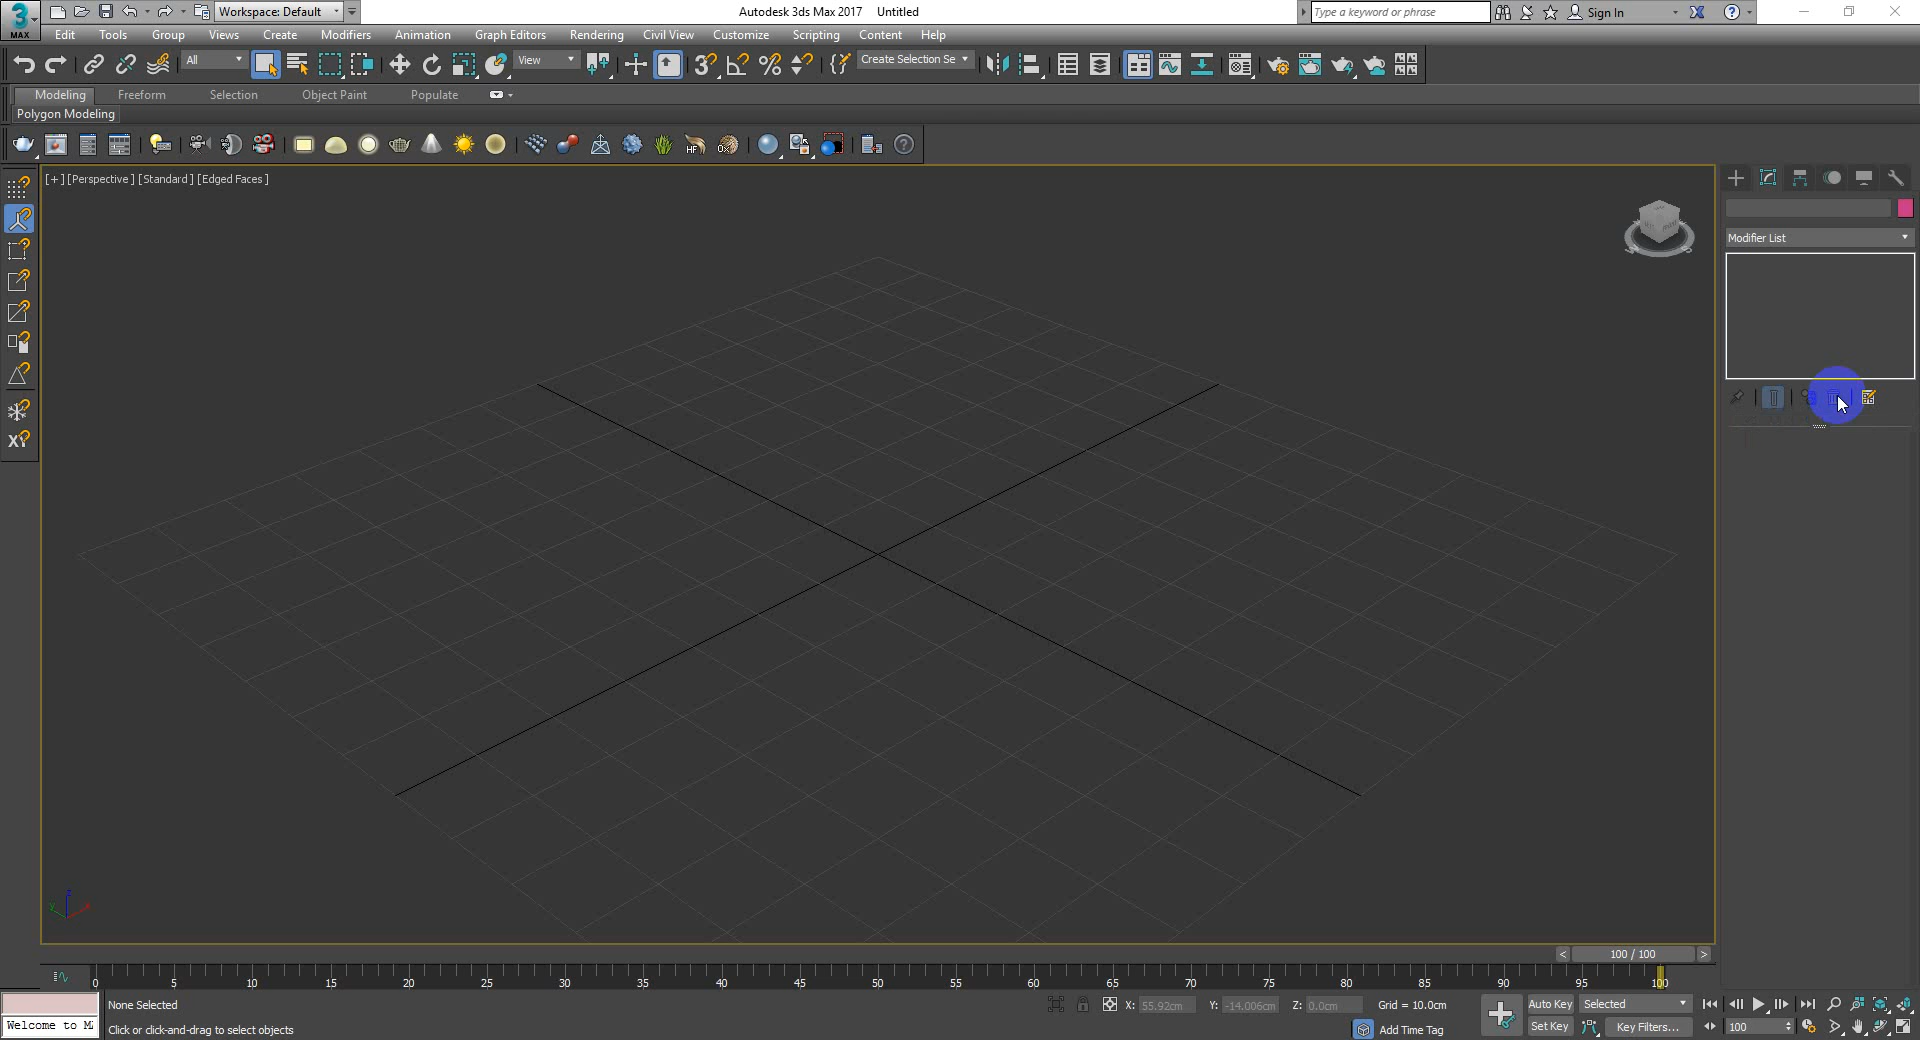 3
MAX
Workspace: Default
Autodesk 3ds Max 2017 Untitled
Type a keyword or phrase
Sign In
Edit Tools Group Views Create Modifiers Animation Graph Editors Rendering Civil View Customize Scripting Content Help
All
View
3
Create Selection Se
Modeling Freeform Selection Object Paint Populate
Polygon Modeling
HF
[+] [Perspective] [Standard] [Edged Faces]
Modifier List
XY
z
y
x
< 100 / 100 >
0 5 10 15 20 25 30 35 40 45 50 55 60 65 70 75 80 85 90 95 100
None Selected
X: 55.92cm Y: -14.006cm Z: 0.0cm Grid = 10.0cm
Auto Key Selected
Welcome to M
Click or click-and-drag to select objects
Add Time Tag
Set Key Key Filters...
100